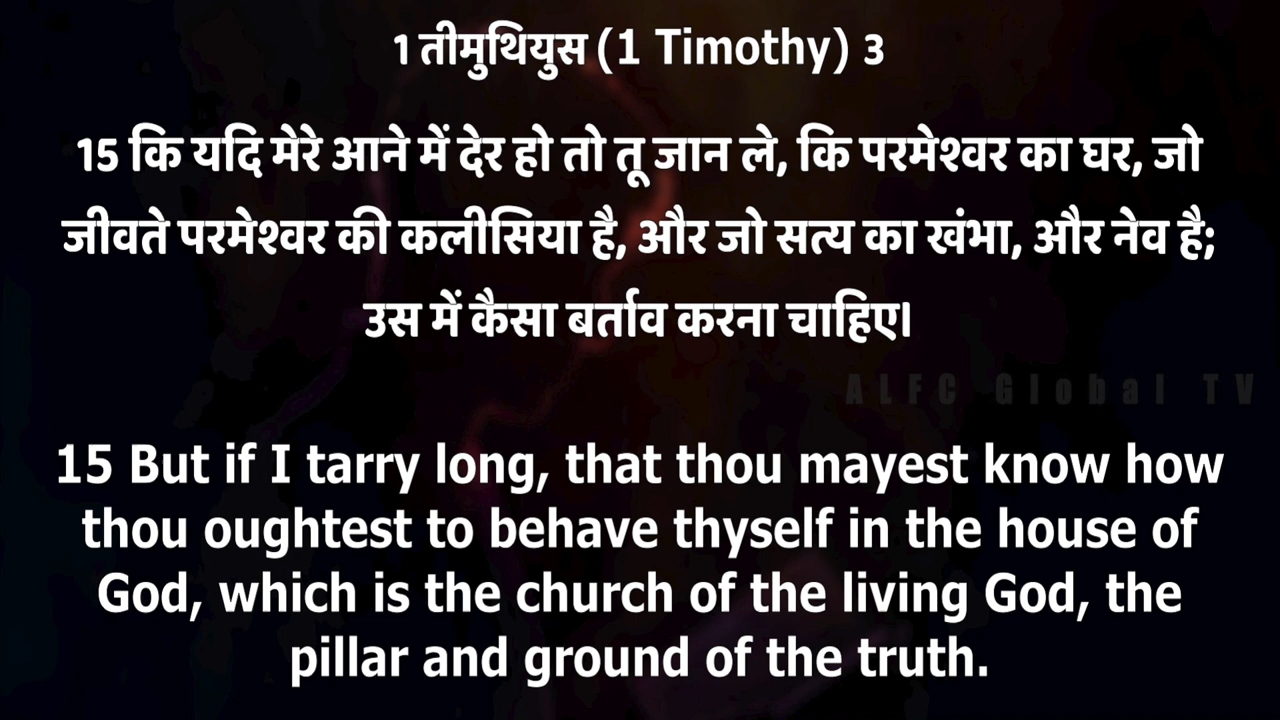 1 तीमुथियुस (1 Timothy) 3
15 कि यदि मेरे आने में देर हो तो तू जान ले, कि परमेश्वर का घर, जो
जीवते परमेश्वर की कलीसिया है, और जो सत्य का खंभा, और नेव है;
उस में कैसा बर्ताव करना चाहिए।
ALFC Global TV
15 But if I tarry long, that thou mayest know how
thou oughtest to behave thyself in the house of
God, which is the church of the living God, the
pillar and ground of the truth.